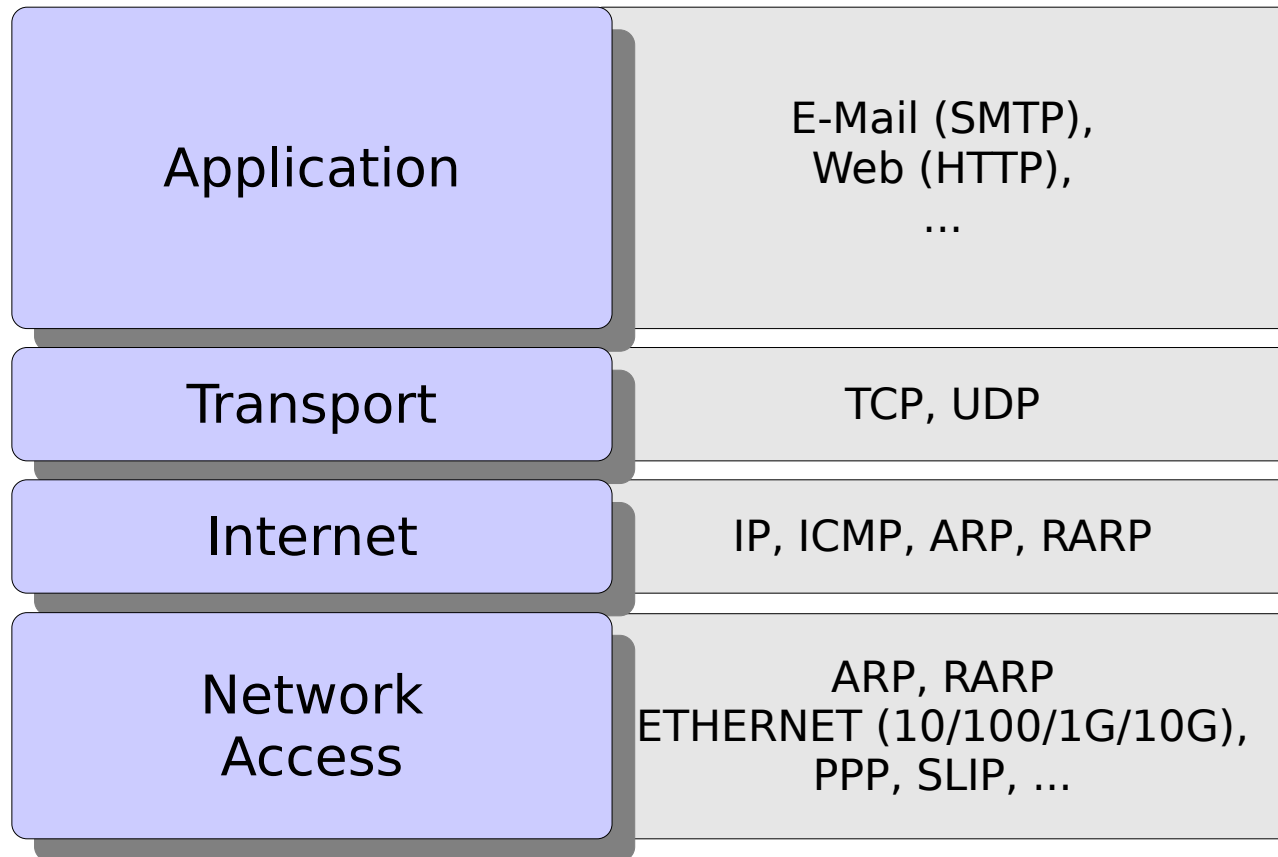 Application
E-Mail (SMTP),
Web (HTTP),
...
Transport
TCP, UDP
Internet
IP, ICMP, ARP, RARP
Network
Access
ARP, RARP
ETHERNET (10/100/1G/10G),
PPP, SLIP, ...